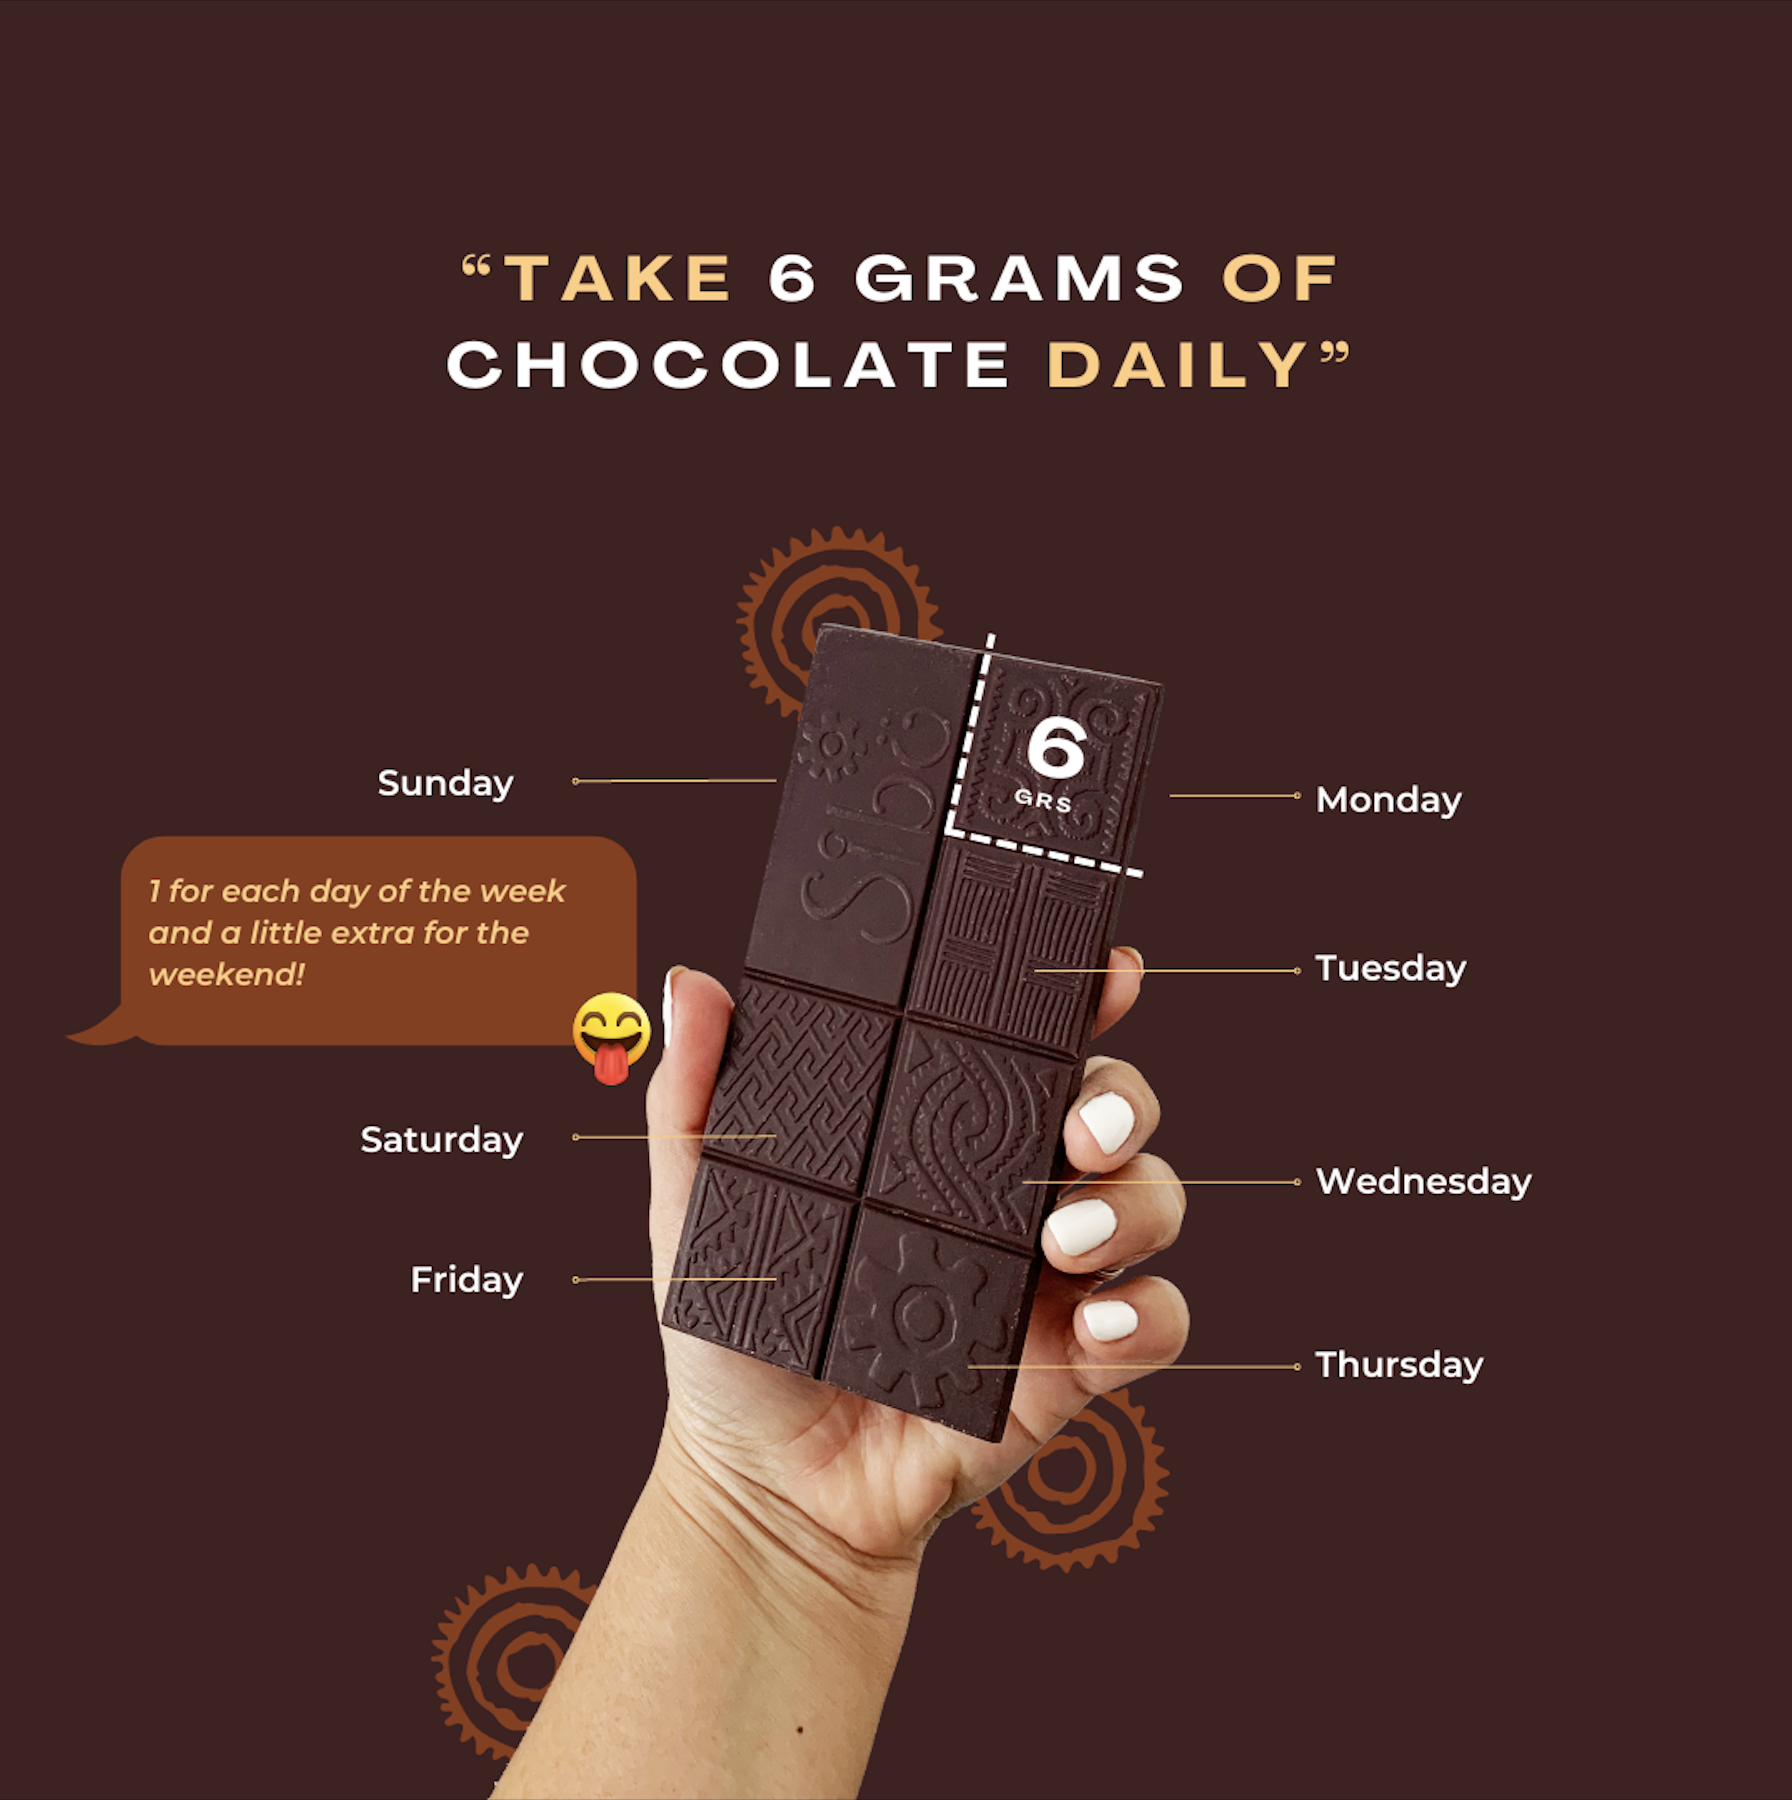 “TAKE 6 GRAMS OF
CHOCOLATE DAILY”
6
GRS
Sibö
Sunday
Monday
1 for each day of the week
and a little extra for the
weekend!
Tuesday
Saturday
Wednesday
Friday
Thursday